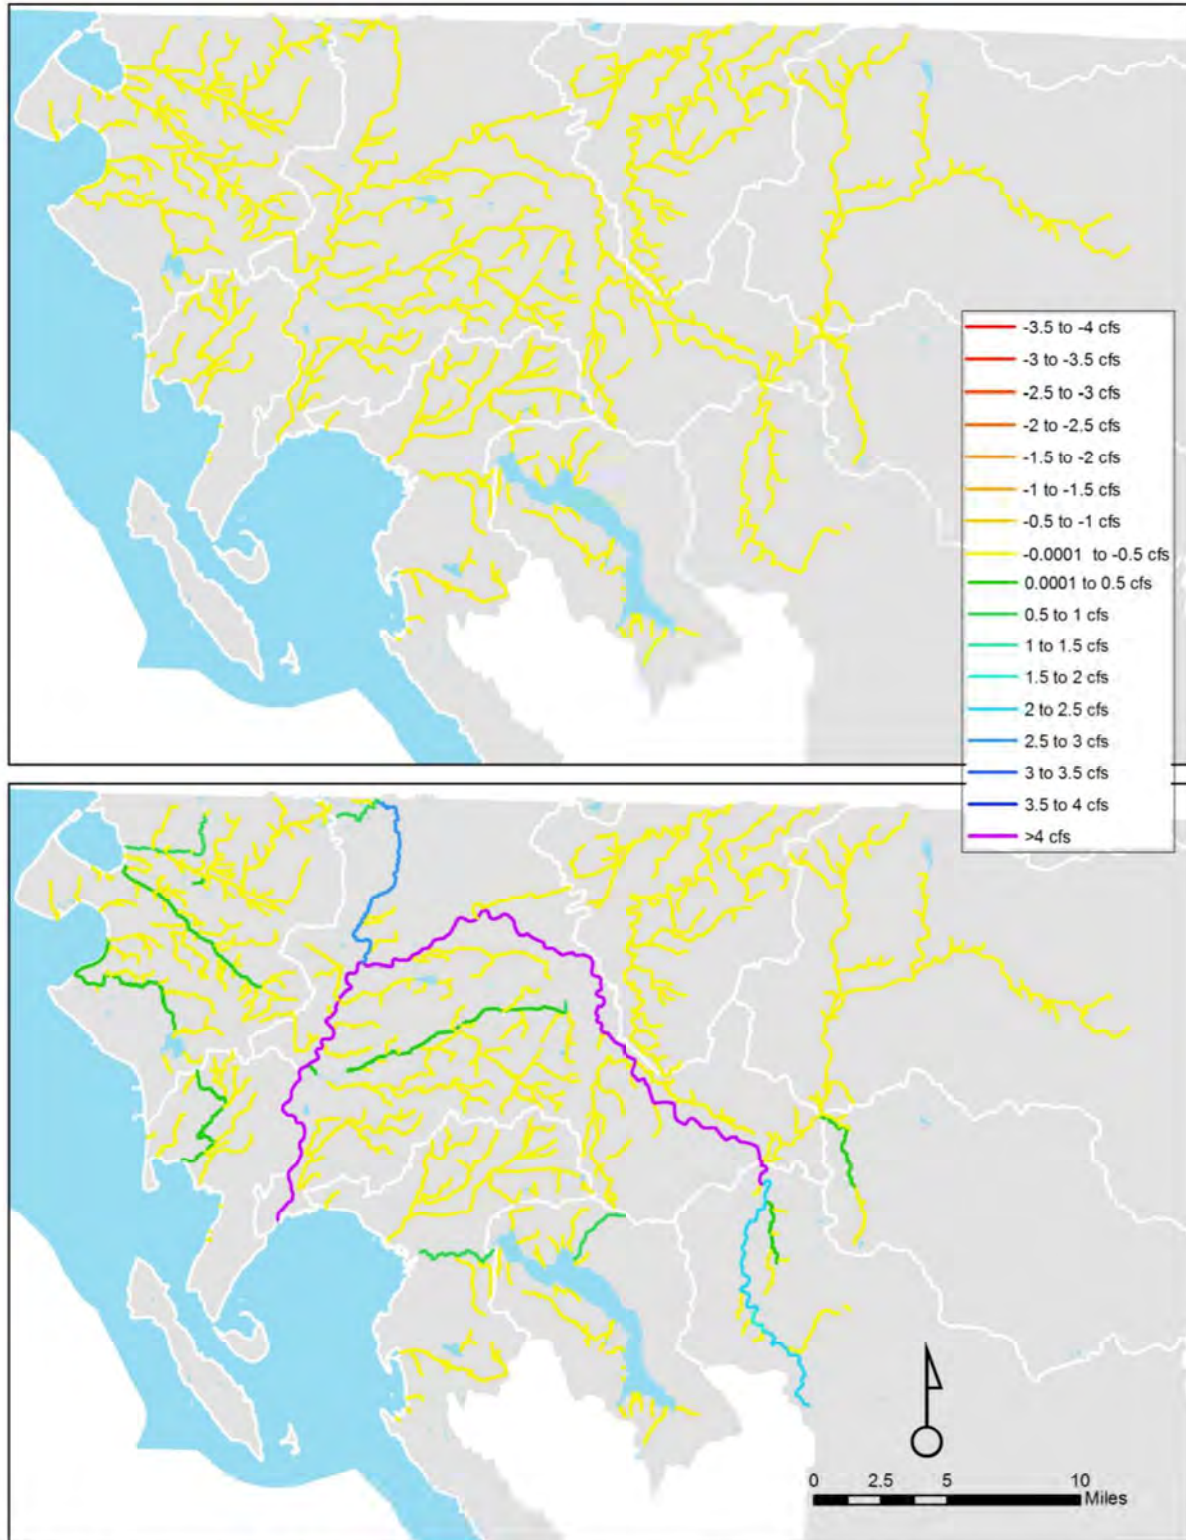 -3.5 to -4 cfs
-3 to -3.5 cfs
-2.5 to -3 cfs
-2 to -2.5 cfs
-1.5 to -2 cfs
-1 to -1.5 cfs
-0.5 to -1 cfs
-0.0001 to -0.5 cfs
0.0001 to 0.5 cfs
0.5 to 1 cfs
1 to 1.5 cfs
1.5 to 2 cfs
2 to 2.5 cfs
2.5 to 3 cfs
3 to 3.5 cfs
3.5 to 4 cfs
>4 cfs
0 2.5 5 10
Miles